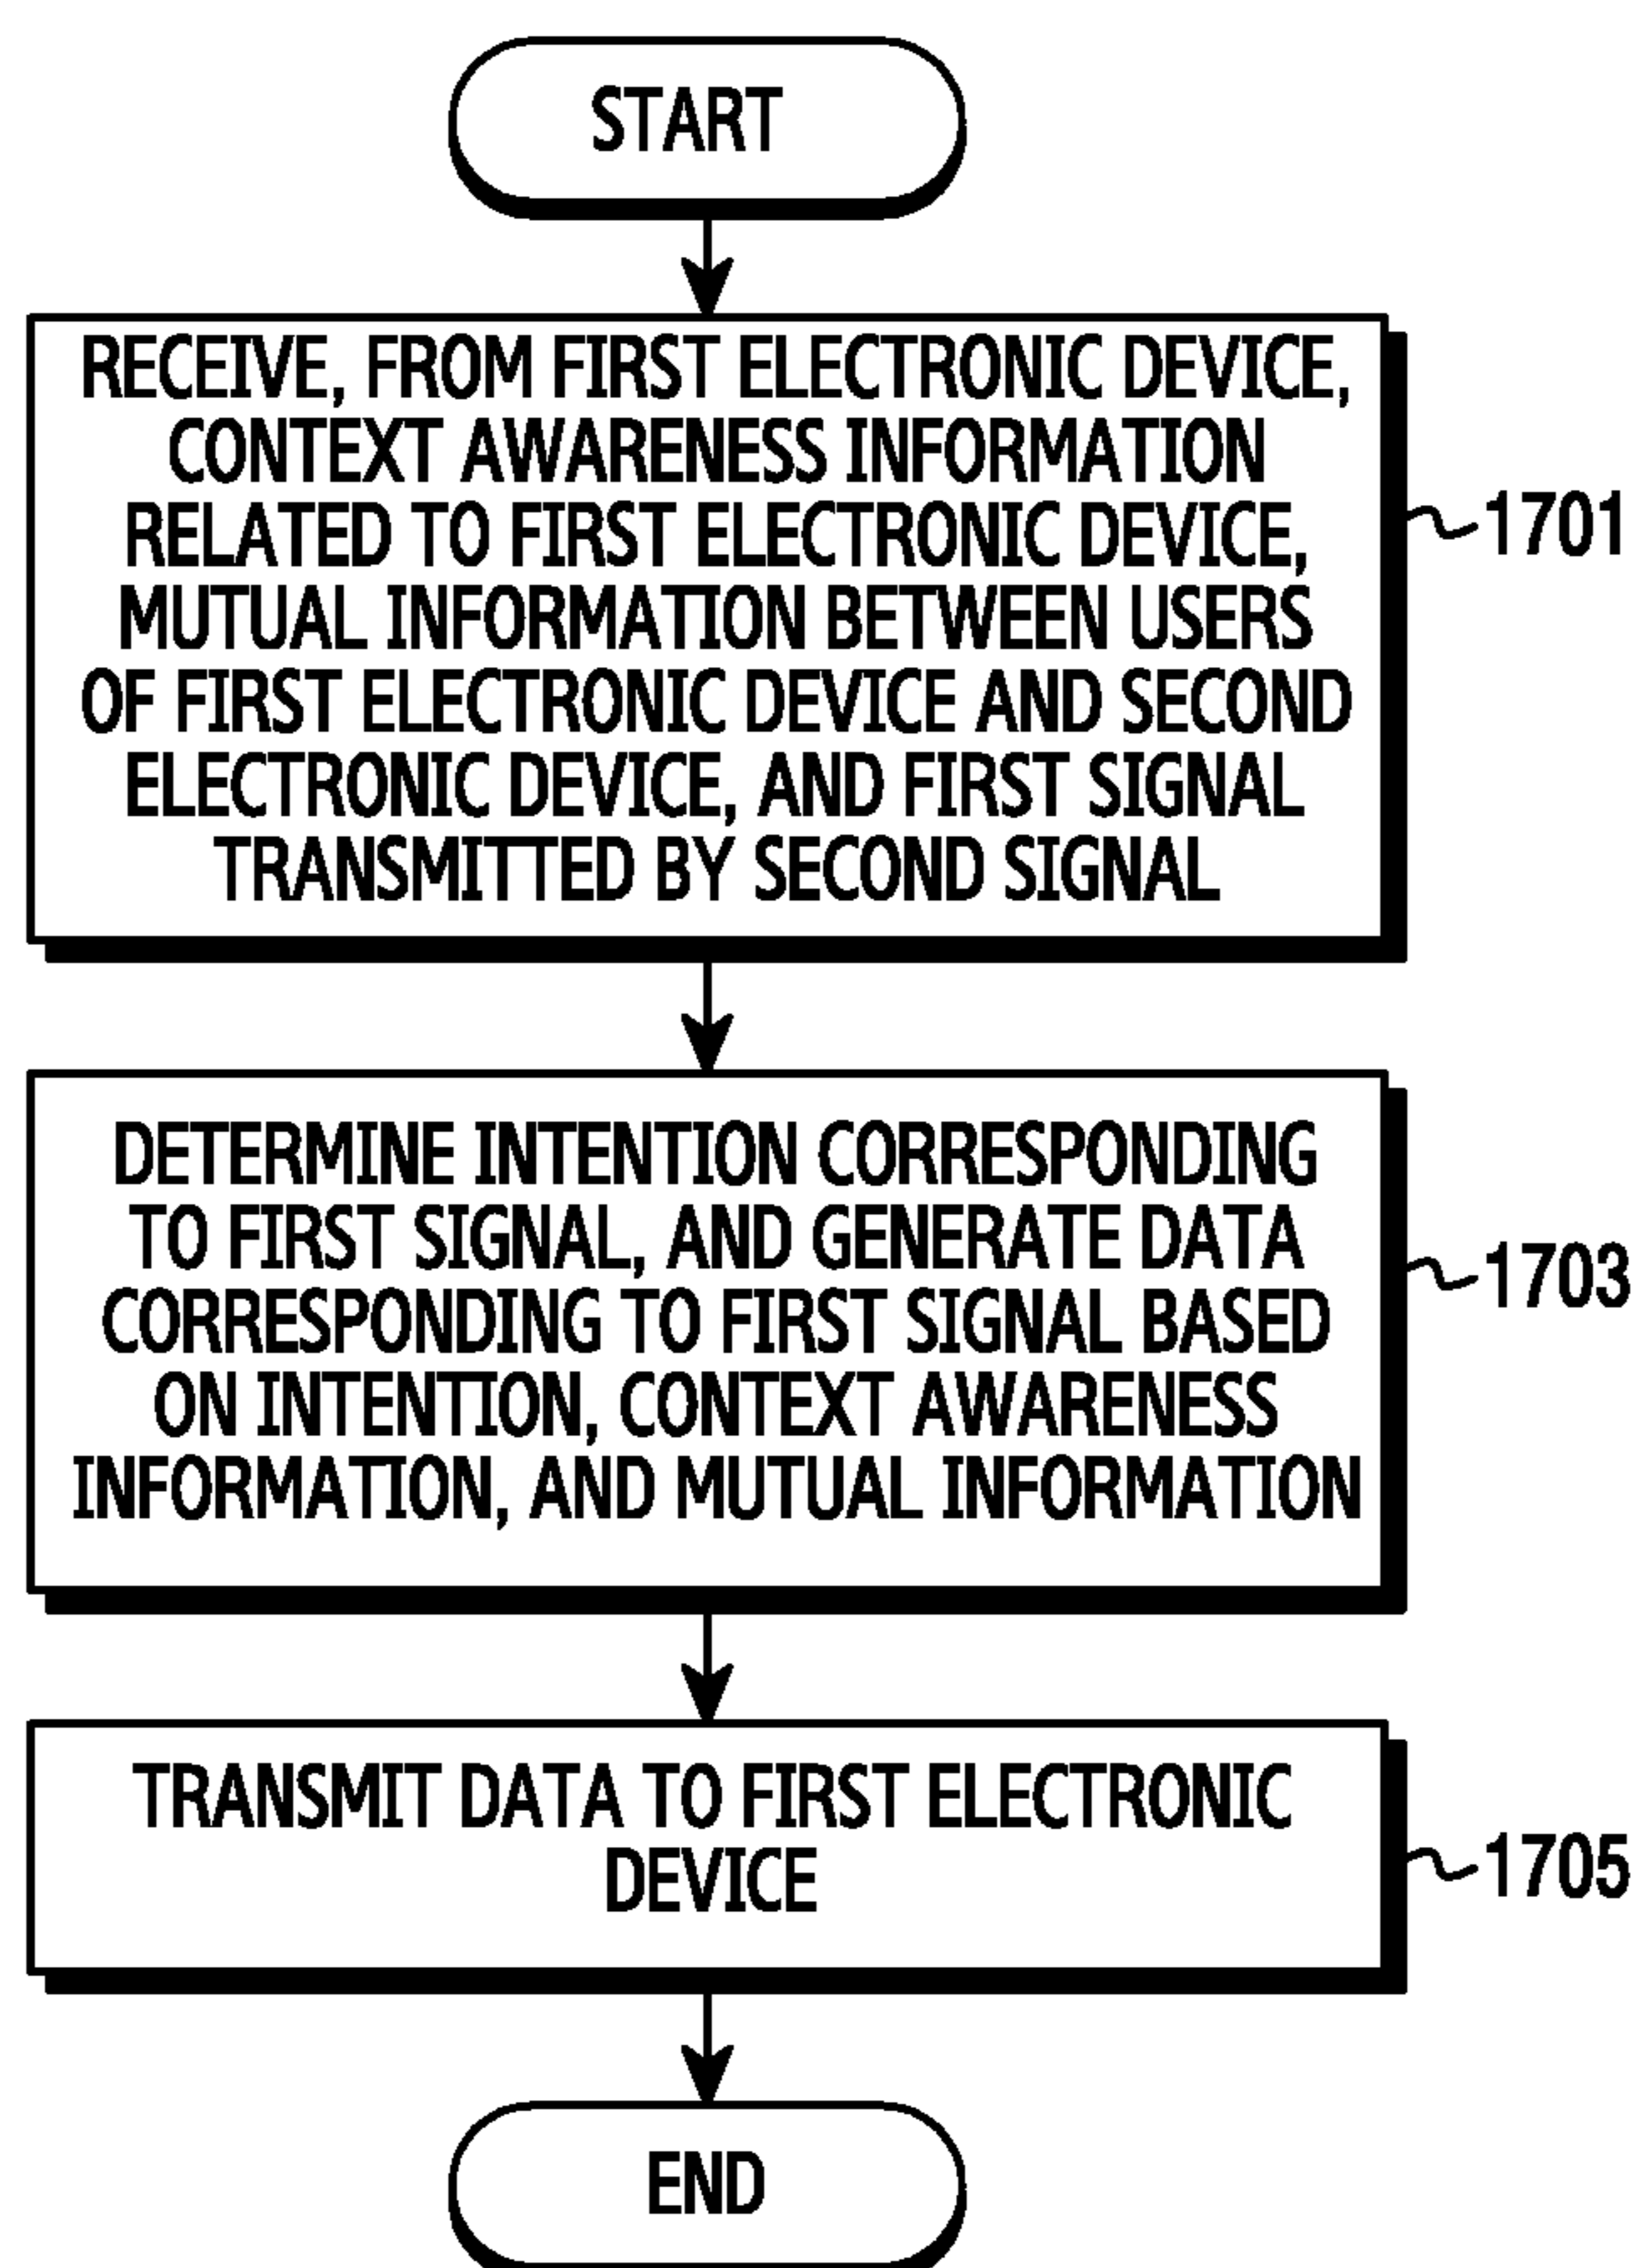 START
RECEIVE, FROM FIRST ELECTRONIC DEVICE,
CONTEXT AWARENESS INFORMATION
RELATED TO FIRST ELECTRONIC DEVICE,
MUTUAL INFORMATION BETWEEN USERS
OF FIRST ELECTRONIC DEVICE AND SECOND
ELECTRONIC DEVICE, AND FIRST SIGNAL
TRANSMITTED BY SECOND SIGNAL
1701
DETERMINE INTENTION CORRESPONDING
TO FIRST SIGNAL, AND GENERATE DATA
CORRESPONDING TO FIRST SIGNAL BASED
ON INTENTION, CONTEXT AWARENESS
INFORMATION, AND MUTUAL INFORMATION
1703
TRANSMIT DATA TO FIRST ELECTRONIC
DEVICE
1705
END